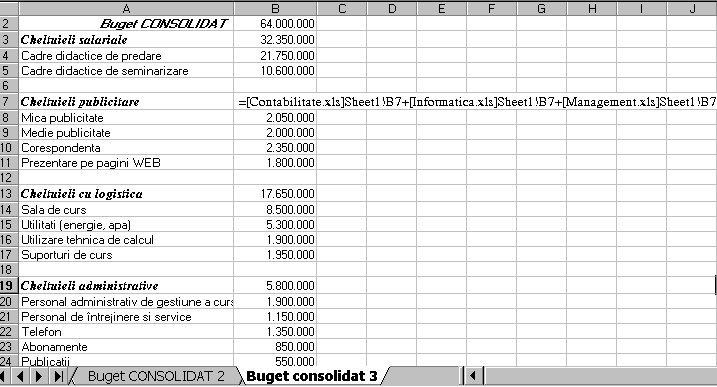 A B C D E F G H I J
2 Buget CONSOLIDAT 64.000.000
3 Cheltuieli salariale 32.350.000
4 Cadre didactice de predare 21.750.000
5 Cadre didactice de seminarizare 10.600.000
6
7 Cheltuieli publicitare =[Contabilitate.xls]Sheet1!B7+[Informatica.xls]Sheet1!B7+[Management.xls]Sheet1!B7
8 Mica publicitate 2.050.000
9 Medie publicitate 2.000.000
10 Corespondenta 2.350.000
11 Prezentare pe pagini WEB 1.800.000
12
13 Cheltuieli cu logistica 17.650.000
14 Sala de curs 8.500.000
15 Utilitati (energie, apa) 5.300.000
16 Utilizare tehnica de calcul 1.900.000
17 Suporturi de curs 1.950.000
18
19 Cheltuieli administrative 5.800.000
20 Personal administrativ de gestiune a curs 1.900.000
21 Personal de întrejinere si service 1.150.000
22 Telefon 1.350.000
23 Abonamente 850.000
24 Publicatii 550.000
Buget CONSOLIDAT 2 Buget consolidat 3